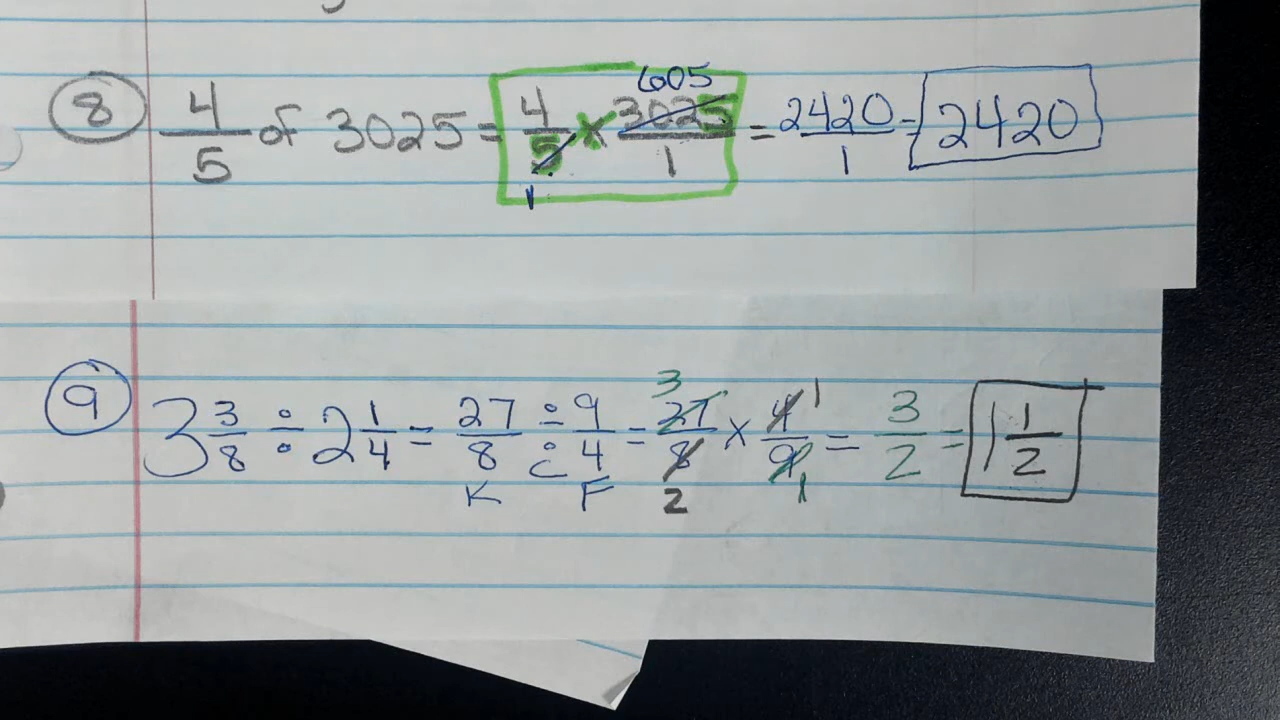 8 4/5 of 3025 = 4/5 × 3025/1 = 2420/1 = 2420
605
1
9 3 3/8 ÷ 2 1/4 = 27/8 ÷ 9/4 = 27/8 × 4/9 = 3/2 = 1 1/2
3 1
K C F 2 1